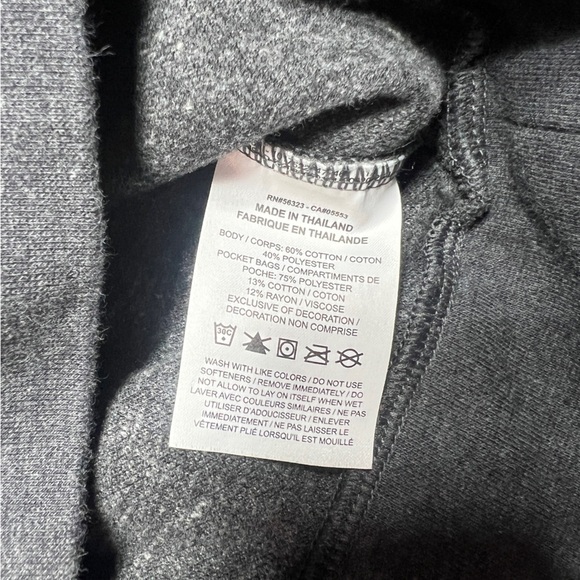 RN#56323 - CA#05553
MADE IN THAILAND
FABRIQUE EN THAILANDE
BODY / CORPS: 60% COTTON / COTON
40% POLYESTER
POCKET BAGS / COMPARTIMENTS DE
POCHE: 75% POLYESTER
13% COTTON / COTON
12% RAYON / VISCOSE
EXCLUSIVE OF DECORATION /
DECORATION NON COMPRISE
30C
WASH WITH LIKE COLORS / DO NOT USE
SOFTENERS / REMOVE IMMEDIATELY / DO
NOT ALLOW TO LAY ON ITSELF WHEN WET
LAVER AVEC COULEURS SIMILAIRES / NE PAS
UTILISER D'ADOUCISSEUR / ENLEVER
IMMEDIATEMENT / NE PAS LAISSER LE
VÊTEMENT PLIÉ LORSQU'IL EST MOUILLÉ